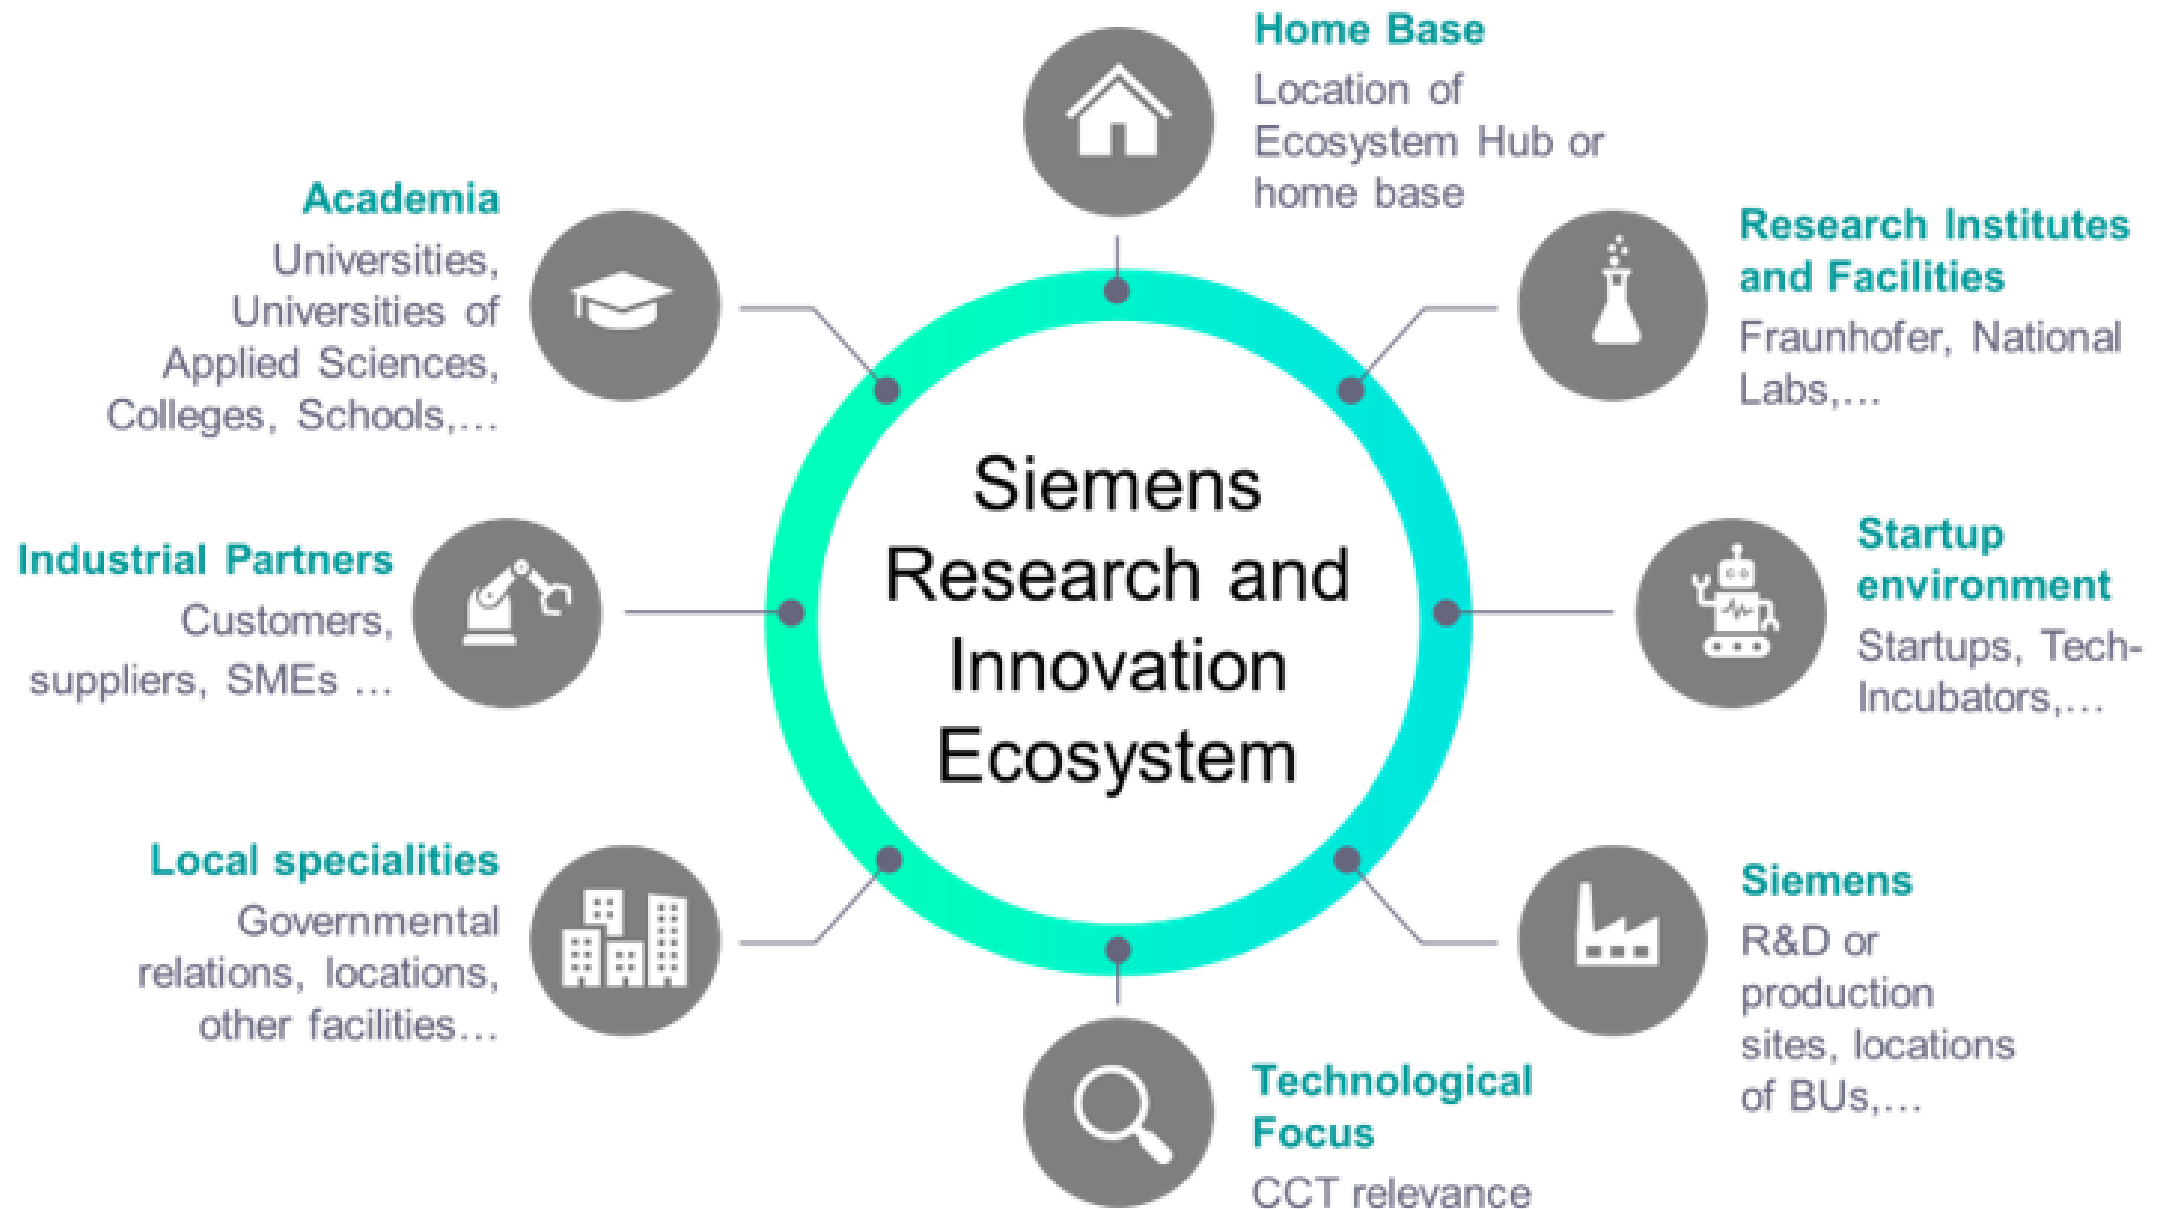 Home Base
Location of
Ecosystem Hub or
home base
Research Institutes
and Facilities
Fraunhofer, National
Labs,...
Startup
environment
Startups, Tech-
Incubators,...
Siemens
R&D or
production
sites, locations
of BUs,...
Technological
Focus
CCT relevance
Local specialities
Governmental
relations, locations,
other facilities...
Industrial Partners
Customers,
suppliers, SMEs ...
Academia
Universities,
Universities of
Applied Sciences,
Colleges, Schools,...
Siemens
Research and
Innovation
Ecosystem